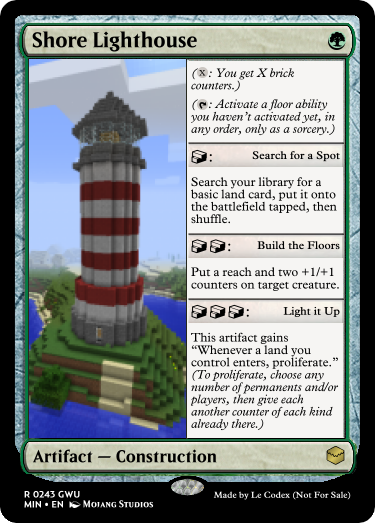 Shore Lighthouse
(X: You get X brick
counters.)
(: Activate a floor ability
you haven't activated yet, in
any order, only as a sorcery.)
: Search for a Spot
Search your library for a
basic land card, put it onto
the battlefield tapped, then
shuffle.
: Build the Floors
Put a reach and two +1/+1
counters on target creature.
: Light it Up
This artifact gains
“Whenever a land you
control enters, proliferate.”
(To proliferate, choose any
number of permanents and/or
players, then give each
another counter of each kind
already there.)
Artifact — Construction
R 0243 GWU
MIN • EN Mojang Studios
Made by Le Codex (Not For Sale)